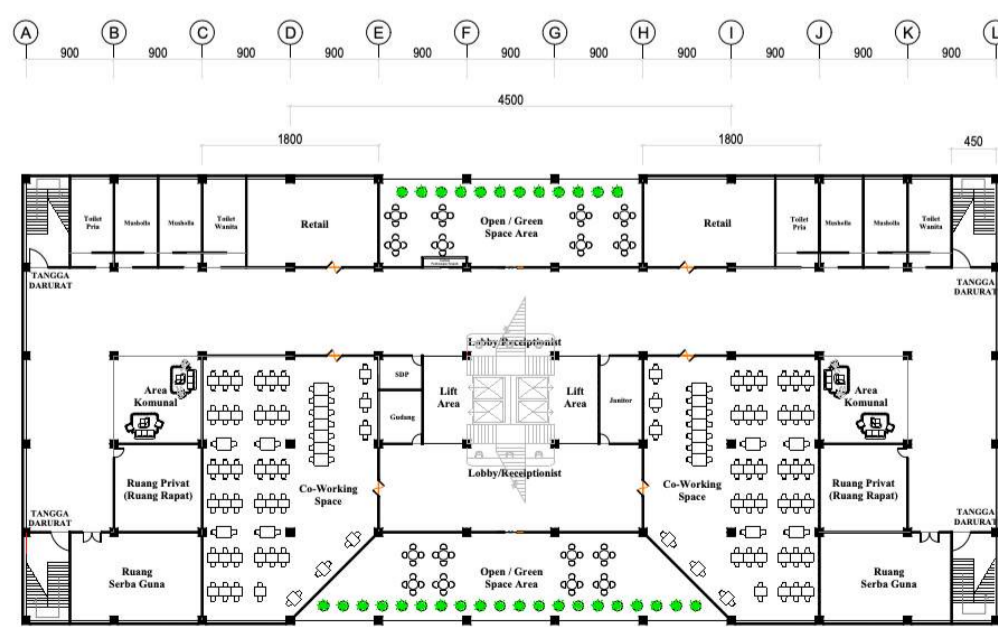 A B C D E F G H I J K L
900 900 900 900 900 900 900 900 900 900
4500
1800 1800 450
Toilet
Pria
Musholla
Musholla
Toilet
Wanita
Retail
Open / Green
Space Area
Retail
Toilet
Pria
Musholla
Musholla
Toilet
Wanita
TANGGA
DARURAT
TANGGA
DARURAT
Lobby/Receiptionist
Area
Komunal
SDP
Gudang
Lift
Area
Lift
Area
Janitor
Area
Komunal
Ruang Privat
(Ruang Rapat)
Co-Working
Space
Lobby/Receiptionist
Co-Working
Space
Ruang Privat
(Ruang Rapat)
TANGGA
DARURAT
TANGGA
DARURAT
Ruang
Serba Guna
Open / Green
Space Area
Ruang
Serba Guna